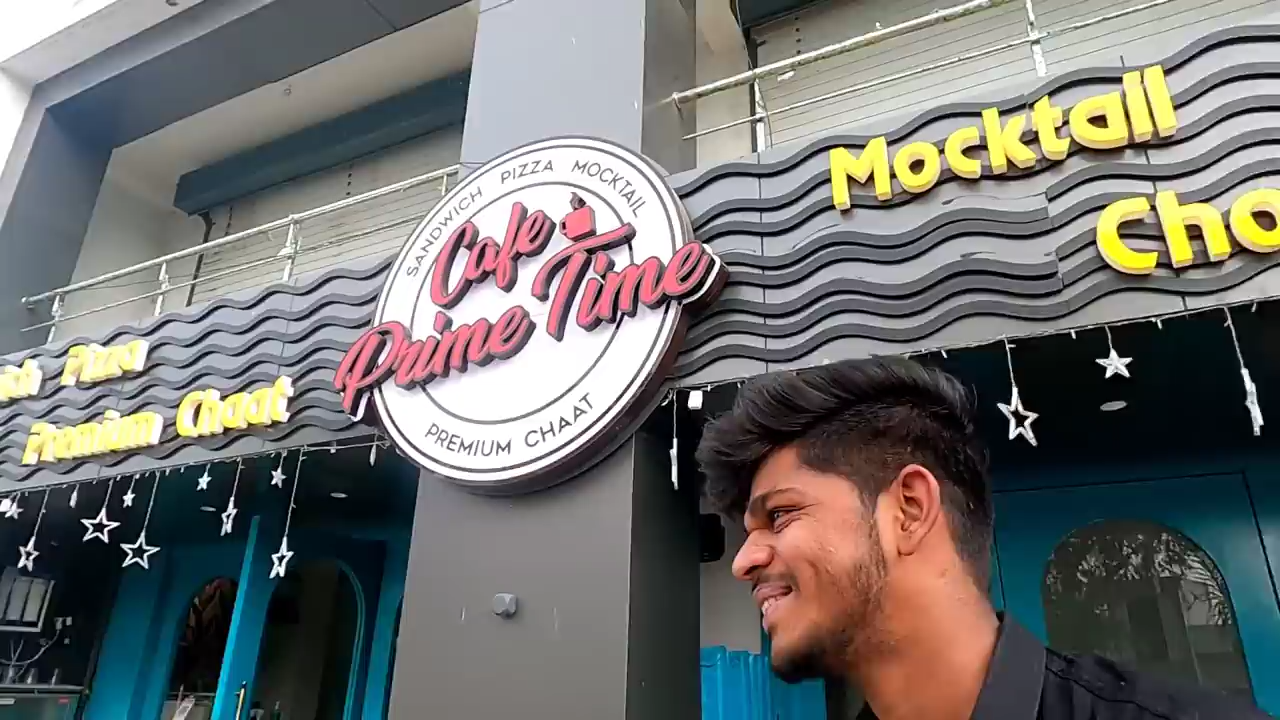 SANDWICH PIZZA MOCKTAIL
Cafe
Prime Time
PREMIUM CHAAT
Mocktail
Pizza
Premium Chaat